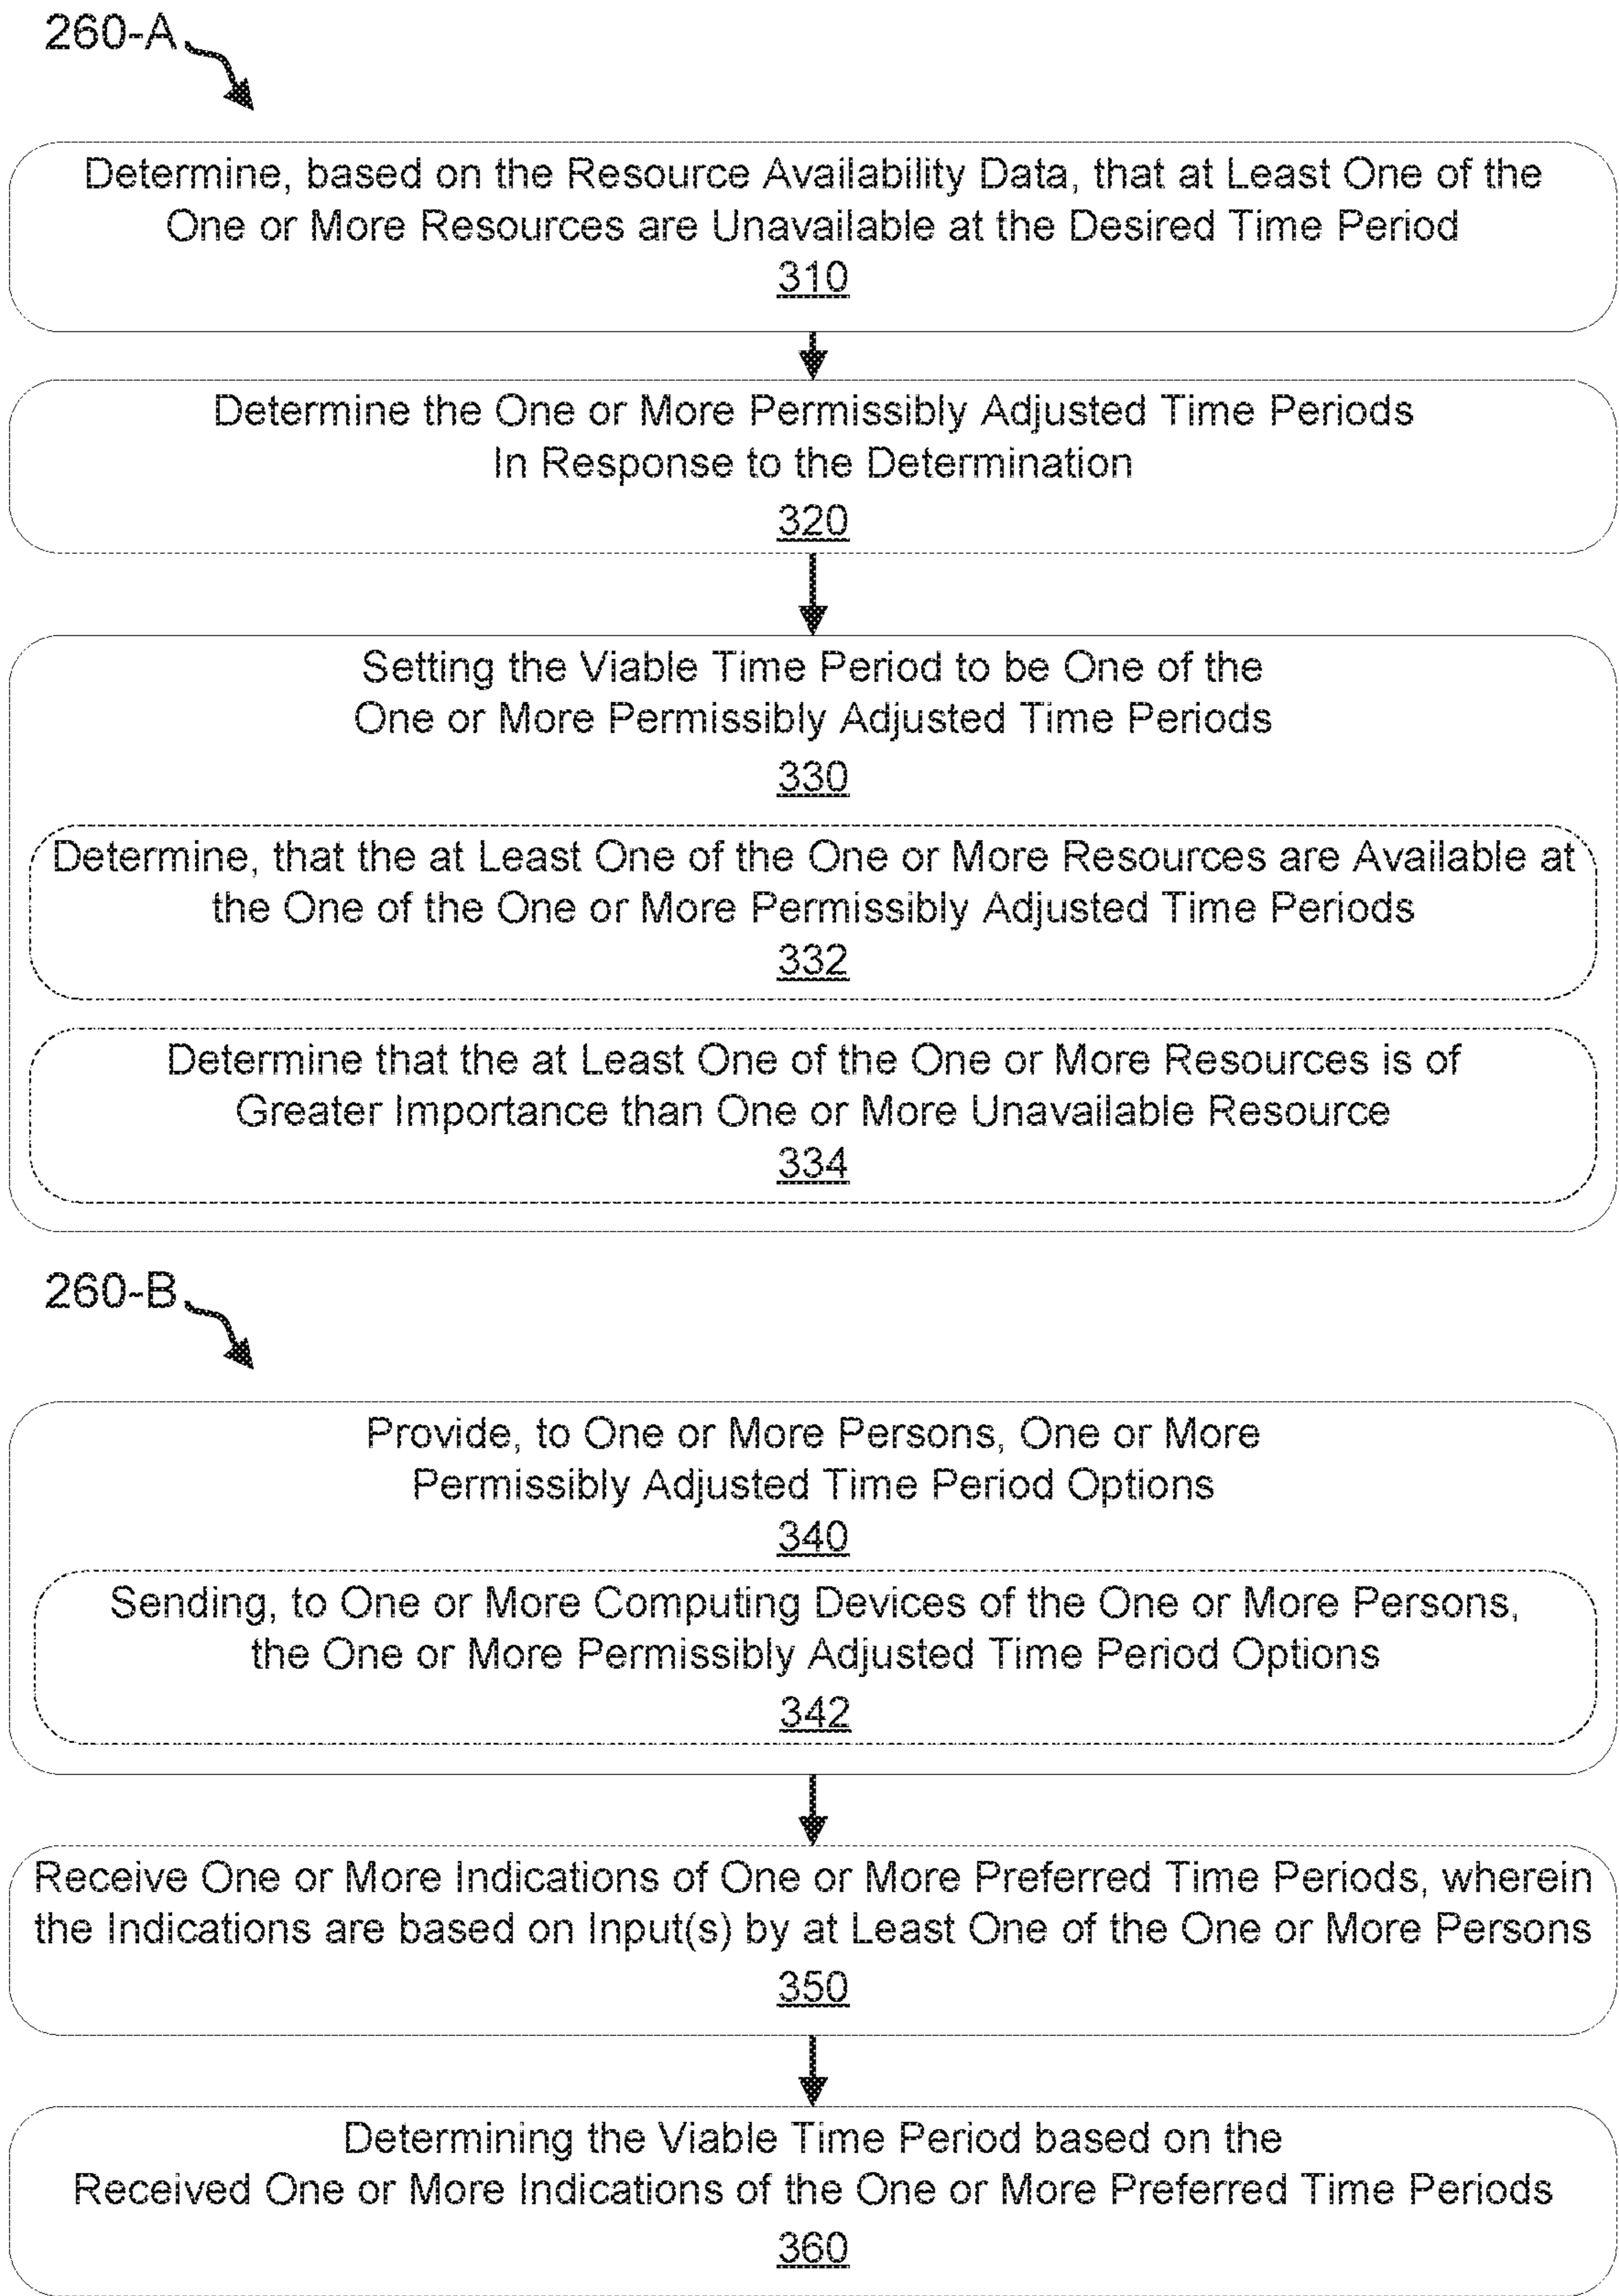 260-A
Determine, based on the Resource Availability Data, that at Least One of the
One or More Resources are Unavailable at the Desired Time Period
310
Determine the One or More Permissibly Adjusted Time Periods
In Response to the Determination
320
Setting the Viable Time Period to be One of the
One or More Permissibly Adjusted Time Periods
330
Determine, that the at Least One of the One or More Resources are Available at
the One of the One or More Permissibly Adjusted Time Periods
332
Determine that the at Least One of the One or More Resources is of
Greater Importance than One or More Unavailable Resource
334
260-B
Provide, to One or More Persons, One or More
Permissibly Adjusted Time Period Options
340
Sending, to One or More Computing Devices of the One or More Persons,
the One or More Permissibly Adjusted Time Period Options
342
Receive One or More Indications of One or More Preferred Time Periods, wherein
the Indications are based on Input(s) by at Least One of the One or More Persons
350
Determining the Viable Time Period based on the
Received One or More Indications of the One or More Preferred Time Periods
360